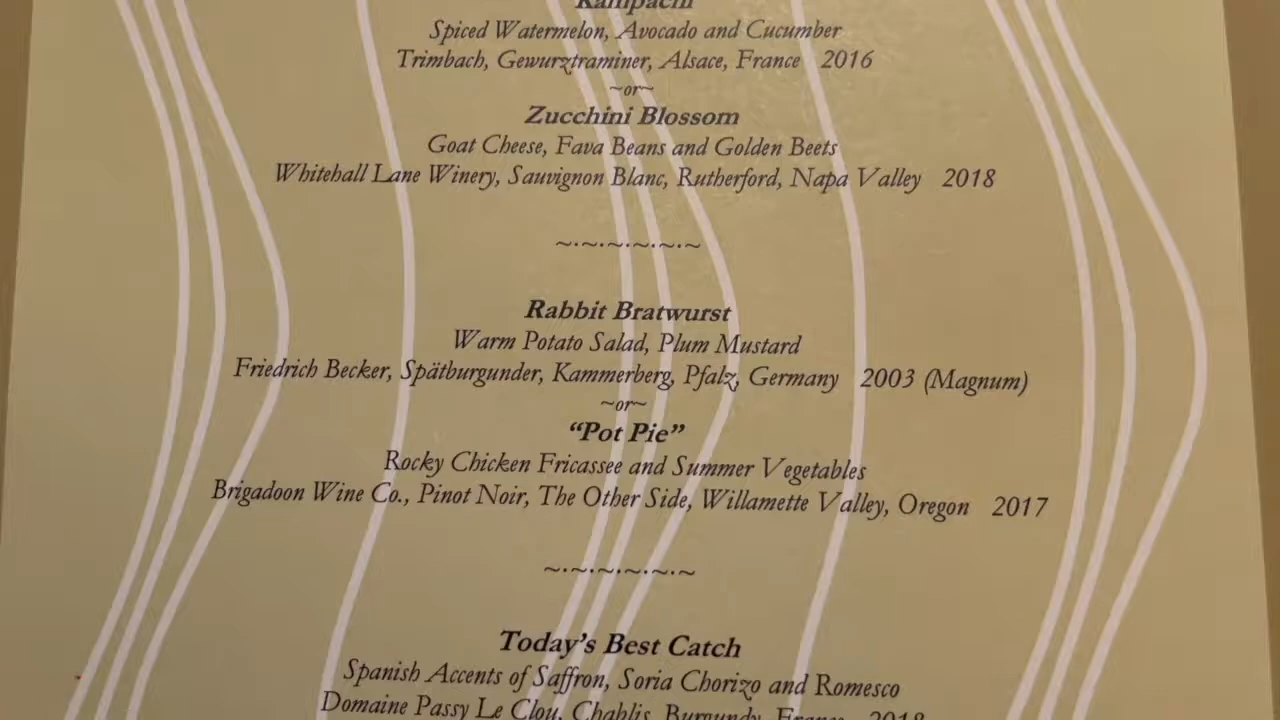 Kampachi
Spiced Watermelon, Avocado and Cucumber
Trimbach, Gewurztraminer, Alsace, France 2016
~or~
Zucchini Blossom
Goat Cheese, Fava Beans and Golden Beets
Whitehall Lane Winery, Sauvignon Blanc, Rutherford, Napa Valley 2018
~·~·~·~·~·~
Rabbit Bratwurst
Warm Potato Salad, Plum Mustard
Friedrich Becker, Spätburgunder, Kammerberg, Pfalz, Germany 2003 (Magnum)
~or~
“Pot Pie”
Rocky Chicken Fricassee and Summer Vegetables
Brigadoon Wine Co., Pinot Noir, The Other Side, Willamette Valley, Oregon 2017
~·~·~·~·~·~
Today’s Best Catch
Spanish Accents of Saffron, Soria Chorizo and Romesco
Domaine Passy Le Clou, Chablis, Burgundy, France 2018